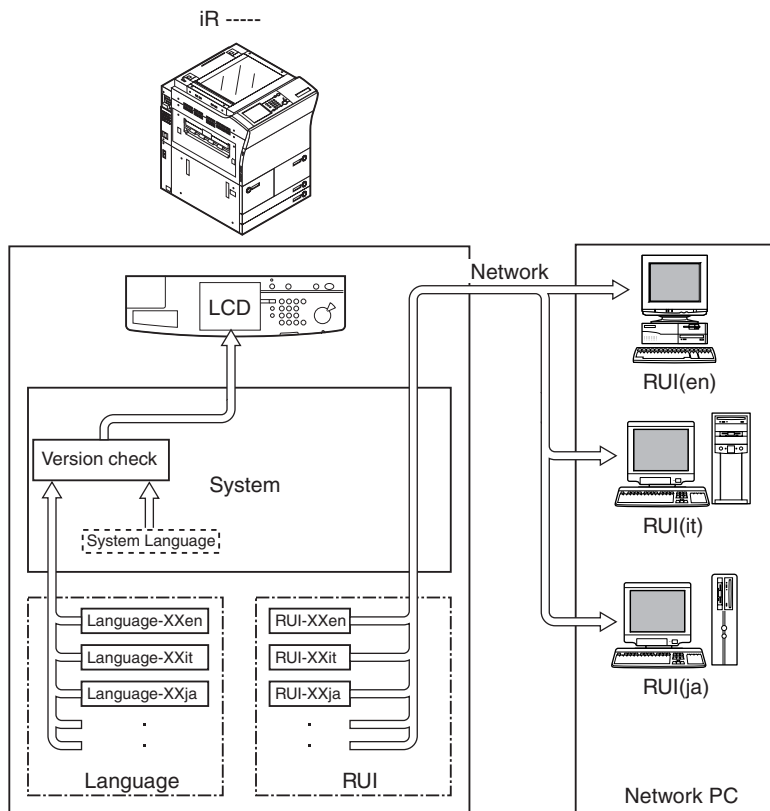 iR -----
Network
LCD
RUI(en)
Version check
System
System Language
RUI(it)
Language-XXen
RUI-XXen
Language-XXit
RUI-XXit
Language-XXja
RUI-XXja
.
.
.
.
RUI(ja)
Language
RUI
Network PC